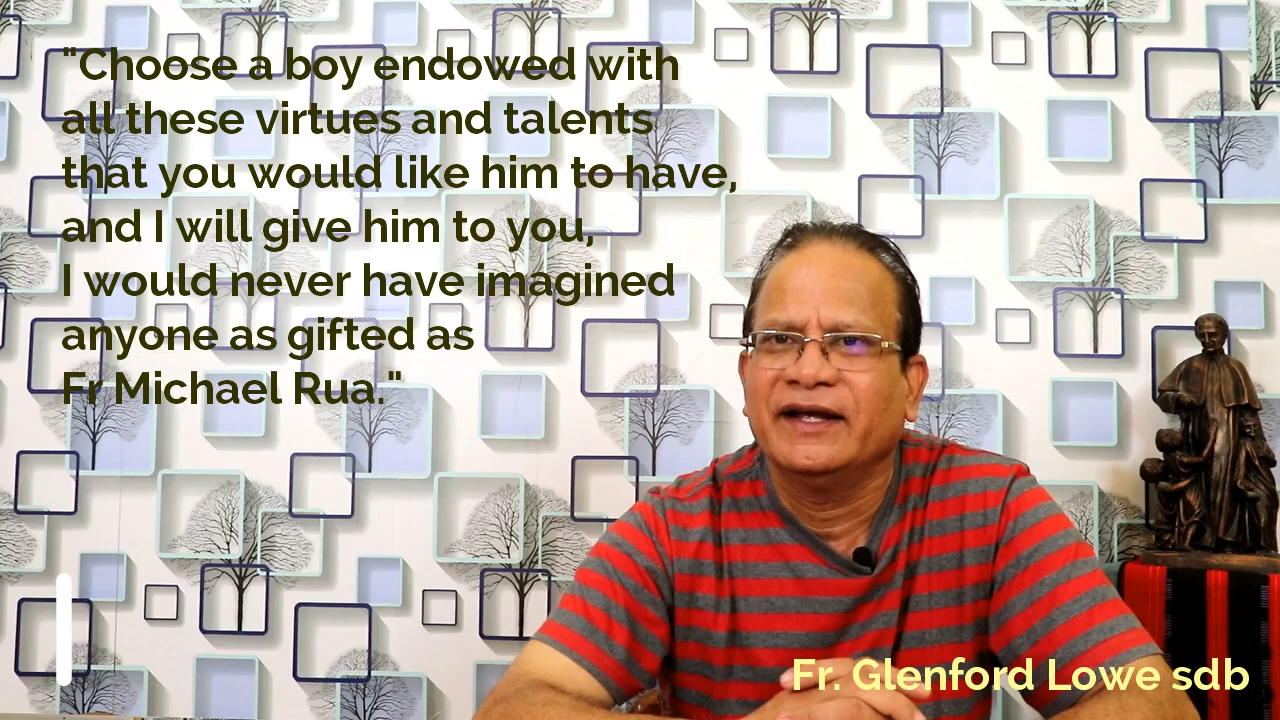 "Choose a boy endowed with
all these virtues and talents
that you would like him to have,
and I will give him to you,
I would never have imagined
anyone as gifted as
Fr Michael Rua."
Fr. Glenford Lowe sdb